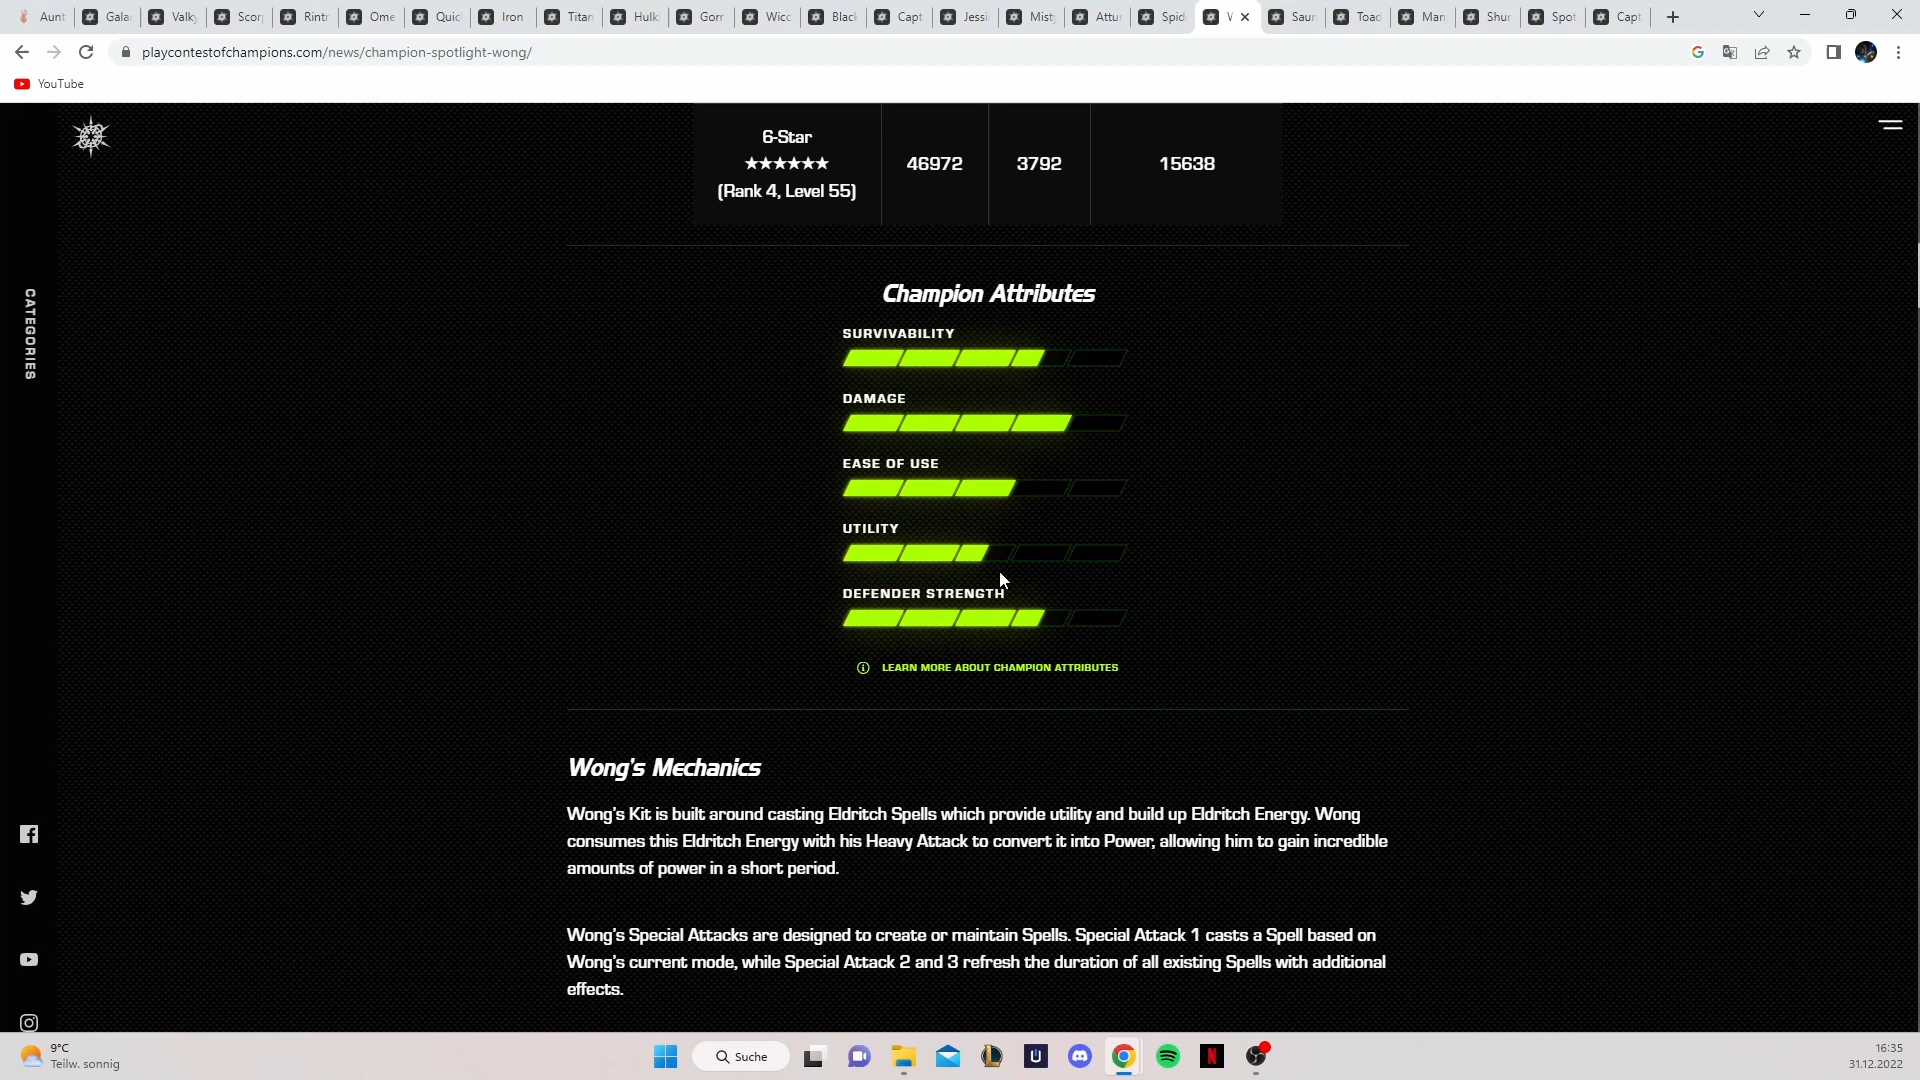 Aunt
Gala
Valky
Scor
Rintr
Ome
Quic
Iron
Titan
Hulk
Gorr
Wicc
Black
Capt
Jessi
Mist
Attu
Spid
W
Saur
Toad
Man
Shur
Spot
Capt
playcontestofchampions.com/news/champion-spotlight-wong/
YouTube
CATEGORIES
6-Star
★★★★★★
(Rank 4, Level 55)
46972
3792
15638
Champion Attributes
SURVIVABILITY
DAMAGE
EASE OF USE
UTILITY
DEFENDER STRENGTH
LEARN MORE ABOUT CHAMPION ATTRIBUTES
Wong's Mechanics
Wong's Kit is built around casting Eldritch Spells which provide utility and build up Eldritch Energy. Wong
consumes this Eldritch Energy with his Heavy Attack to convert it into Power, allowing him to gain incredible
amounts of power in a short period.
Wong's Special Attacks are designed to create or maintain Spells. Special Attack 1 casts a Spell based on
Wong's current mode, while Special Attack 2 and 3 refresh the duration of all existing Spells with additional
effects.
9°C
Teilw. sonnig
Suche
16:35
31.12.2022